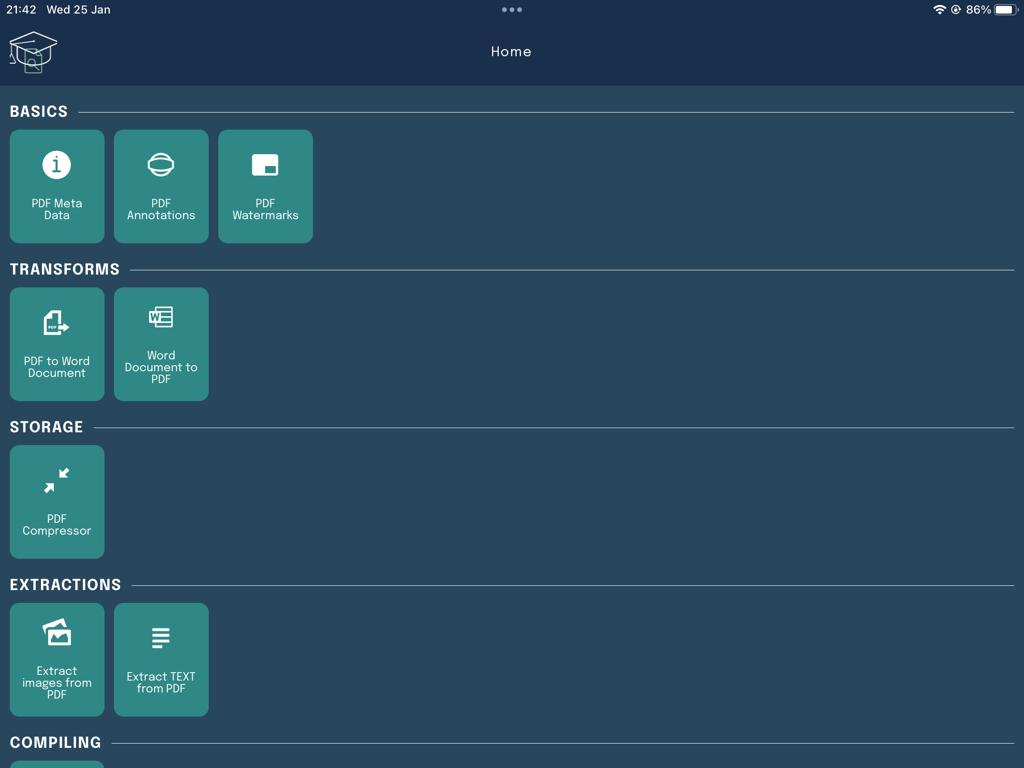 21:42 Wed 25 Jan
86%
Home
BASICS
PDF Meta
Data
PDF
Annotations
PDF
Watermarks
TRANSFORMS
PDF
PDF to Word
Document
W
Word
Document to
PDF
STORAGE
PDF
Compressor
EXTRACTIONS
Extract
images from
PDF
Extract TEXT
from PDF
COMPILING